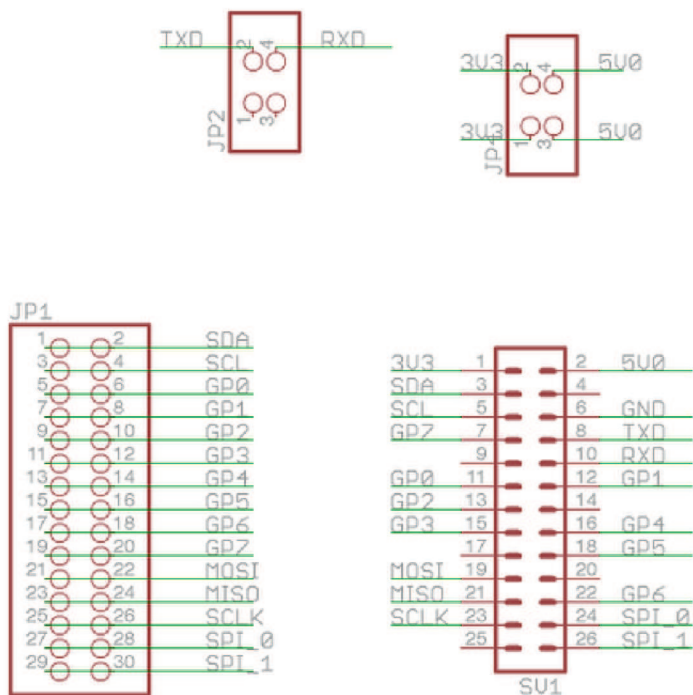 TXD 2 4 RXD
JP2 1 3
3V3 2 4 5V0
3V3 1 3 5V0
JP4
JP1
1 2 SDA
3 4 SCL
5 6 GP0
7 8 GP1
9 10 GP2
11 12 GP3
13 14 GP4
15 16 GP5
17 18 GP6
19 20 GP7
21 22 MOSI
23 24 MISO
25 26 SCLK
27 28 SPI_0
29 30 SPI_1
3V3 1 2 5V0
SDA 3 4
SCL 5 6 GND
GP7 7 8 TXD
9 10 RXD
GP0 11 12 GP1
GP2 13 14
GP3 15 16 GP4
17 18 GP5
MOSI 19 20
MISO 21 22 GP6
SCLK 23 24 SPI_0
25 26 SPI_1
SV1